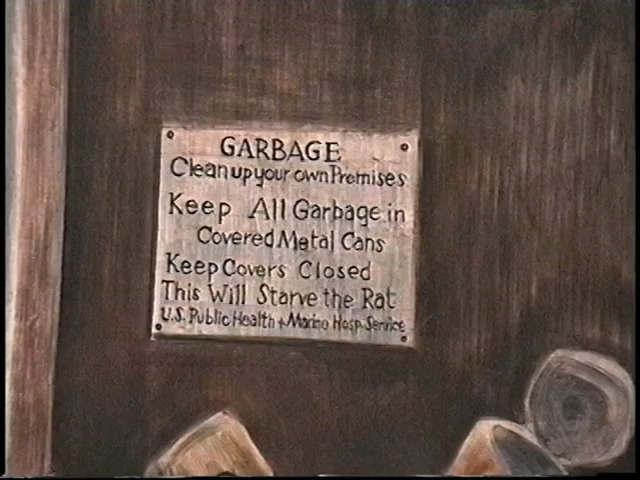 GARBAGE
Clean up your own Premises
Keep All Garbage in
Covered Metal Cans
Keep Covers Closed
This Will Starve the Rat
U.S. Public Health + Marine Hosp. Service